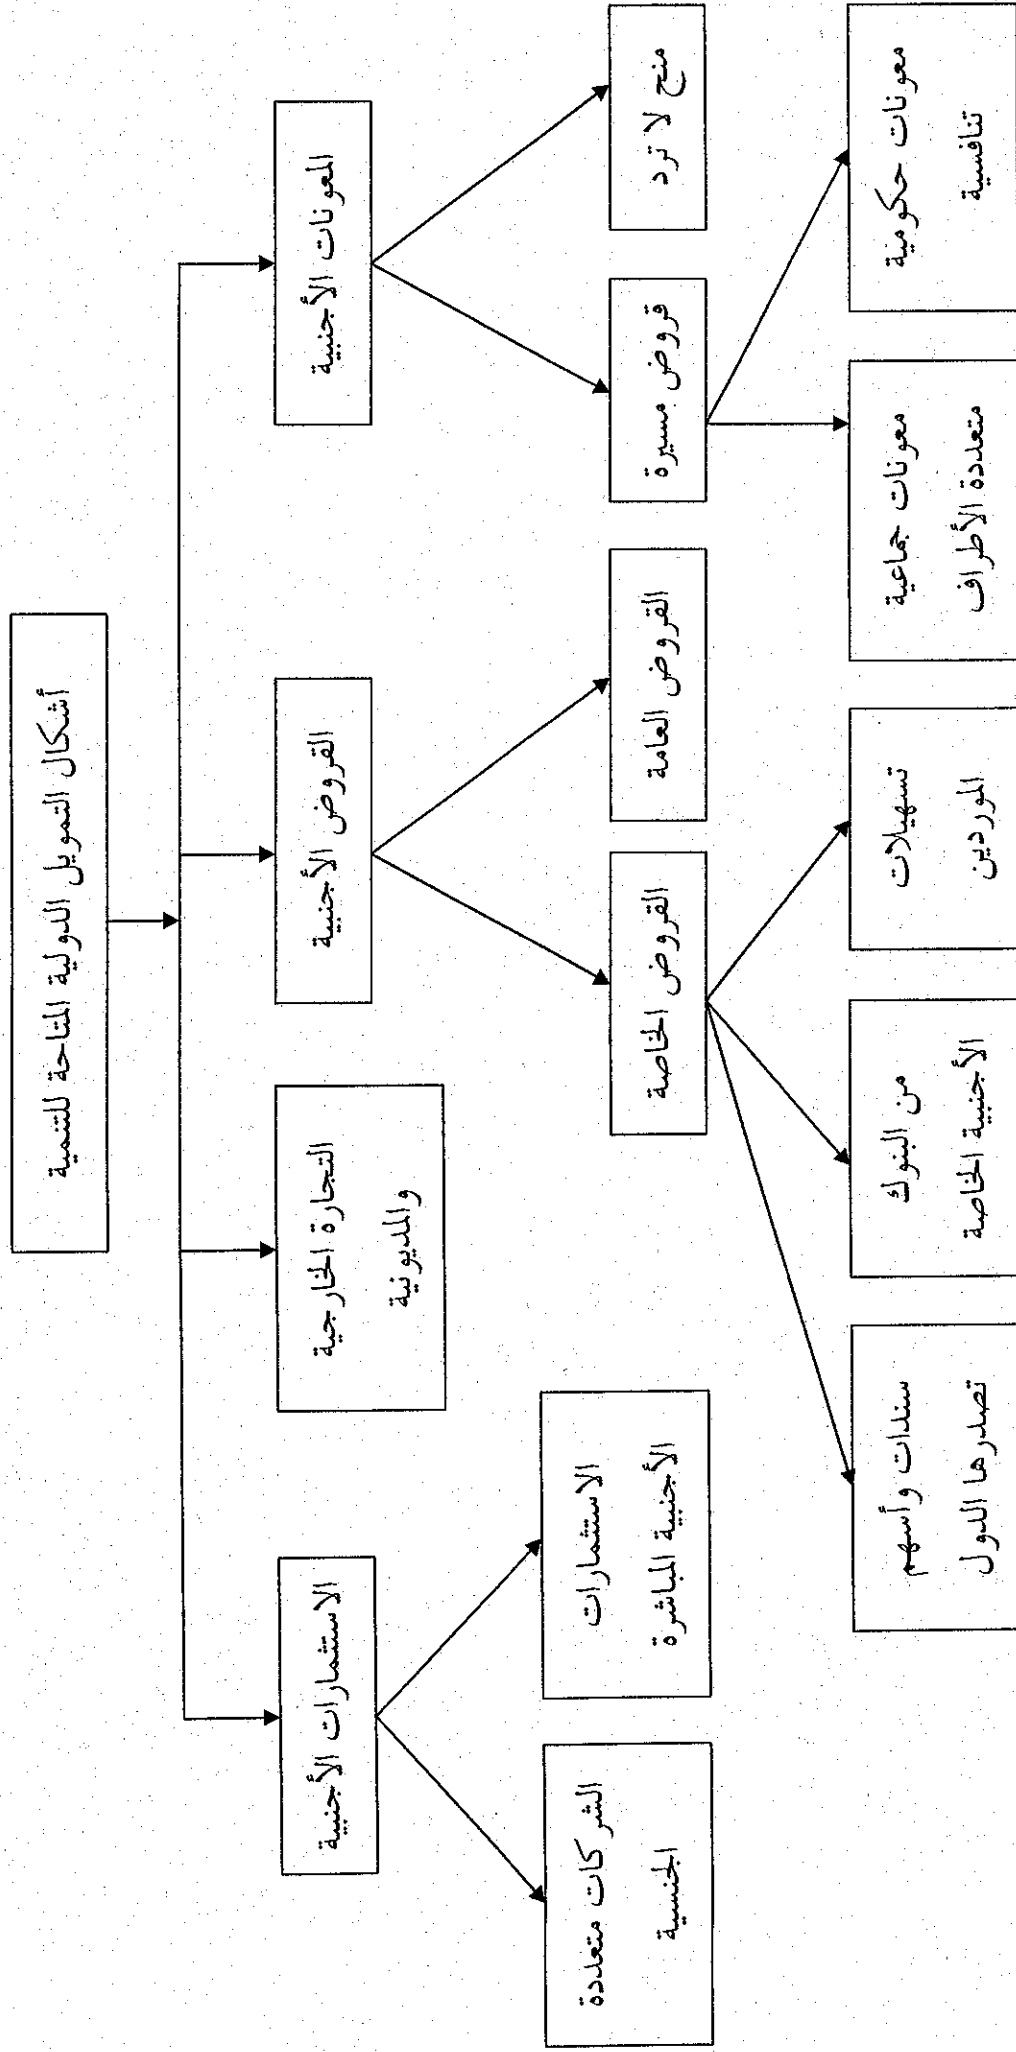 أشكال التمويل الدولية المتاحة للتنمية
المعونات الأجنبية
القروض الأجنبية
التجارة الخارجية
والمديونية
الاستثمارات الأجنبية
منح لا ترد
قروض مسيرة
القروض العامة
القروض الخاصة
الاستثمارات
الأجنبية المباشرة
الشركات متعددة
الجنسية
معونات حكومية
تنافسية
معونات جماعية
متعددة الأطراف
تسهيلات
الموردين
من البنوك
الأجنبية الخاصة
سندات وأسهم
تصدرها الدول